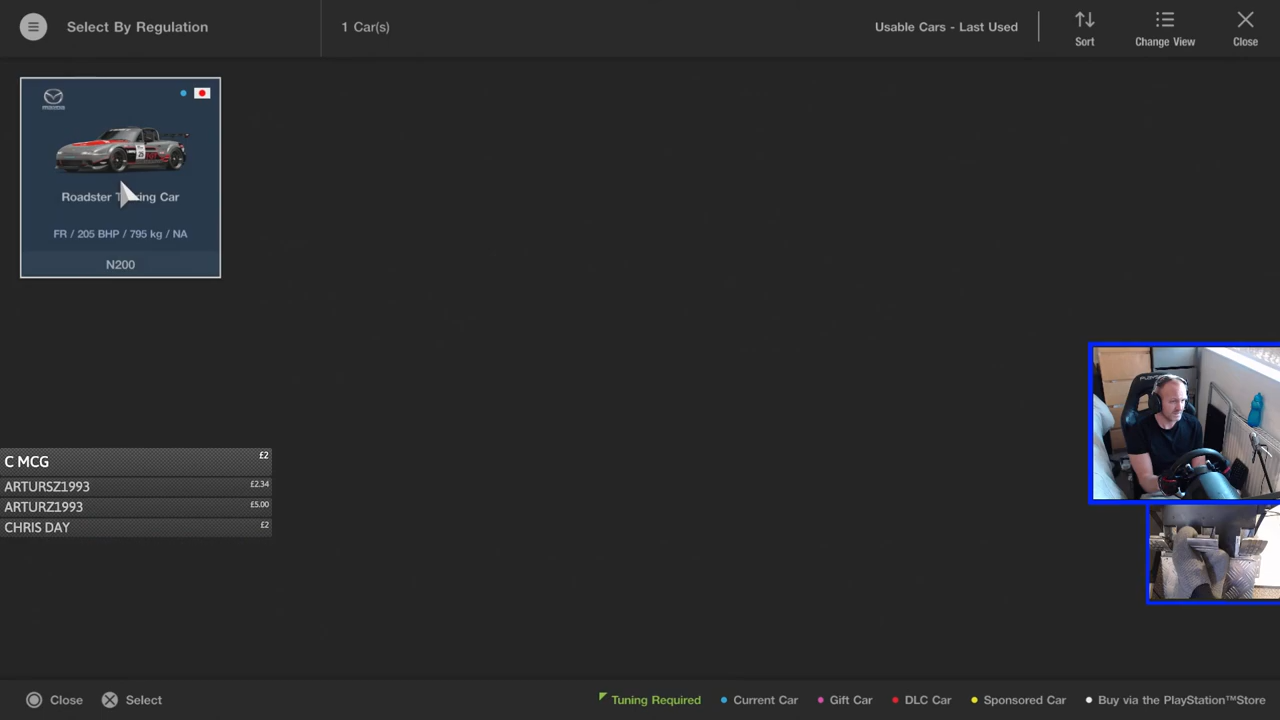 Select By Regulation
1 Car(s)
Usable Cars - Last Used
Sort
Change View
Close
Roadster Touring Car
FR / 205 BHP / 795 kg / NA
N200
C MCG £2
ARTURSZ1993 £2.34
ARTURZ1993 £5.00
CHRIS DAY £2
Close
Select
Tuning Required
Current Car
Gift Car
DLC Car
Sponsored Car
Buy via the PlayStation™Store